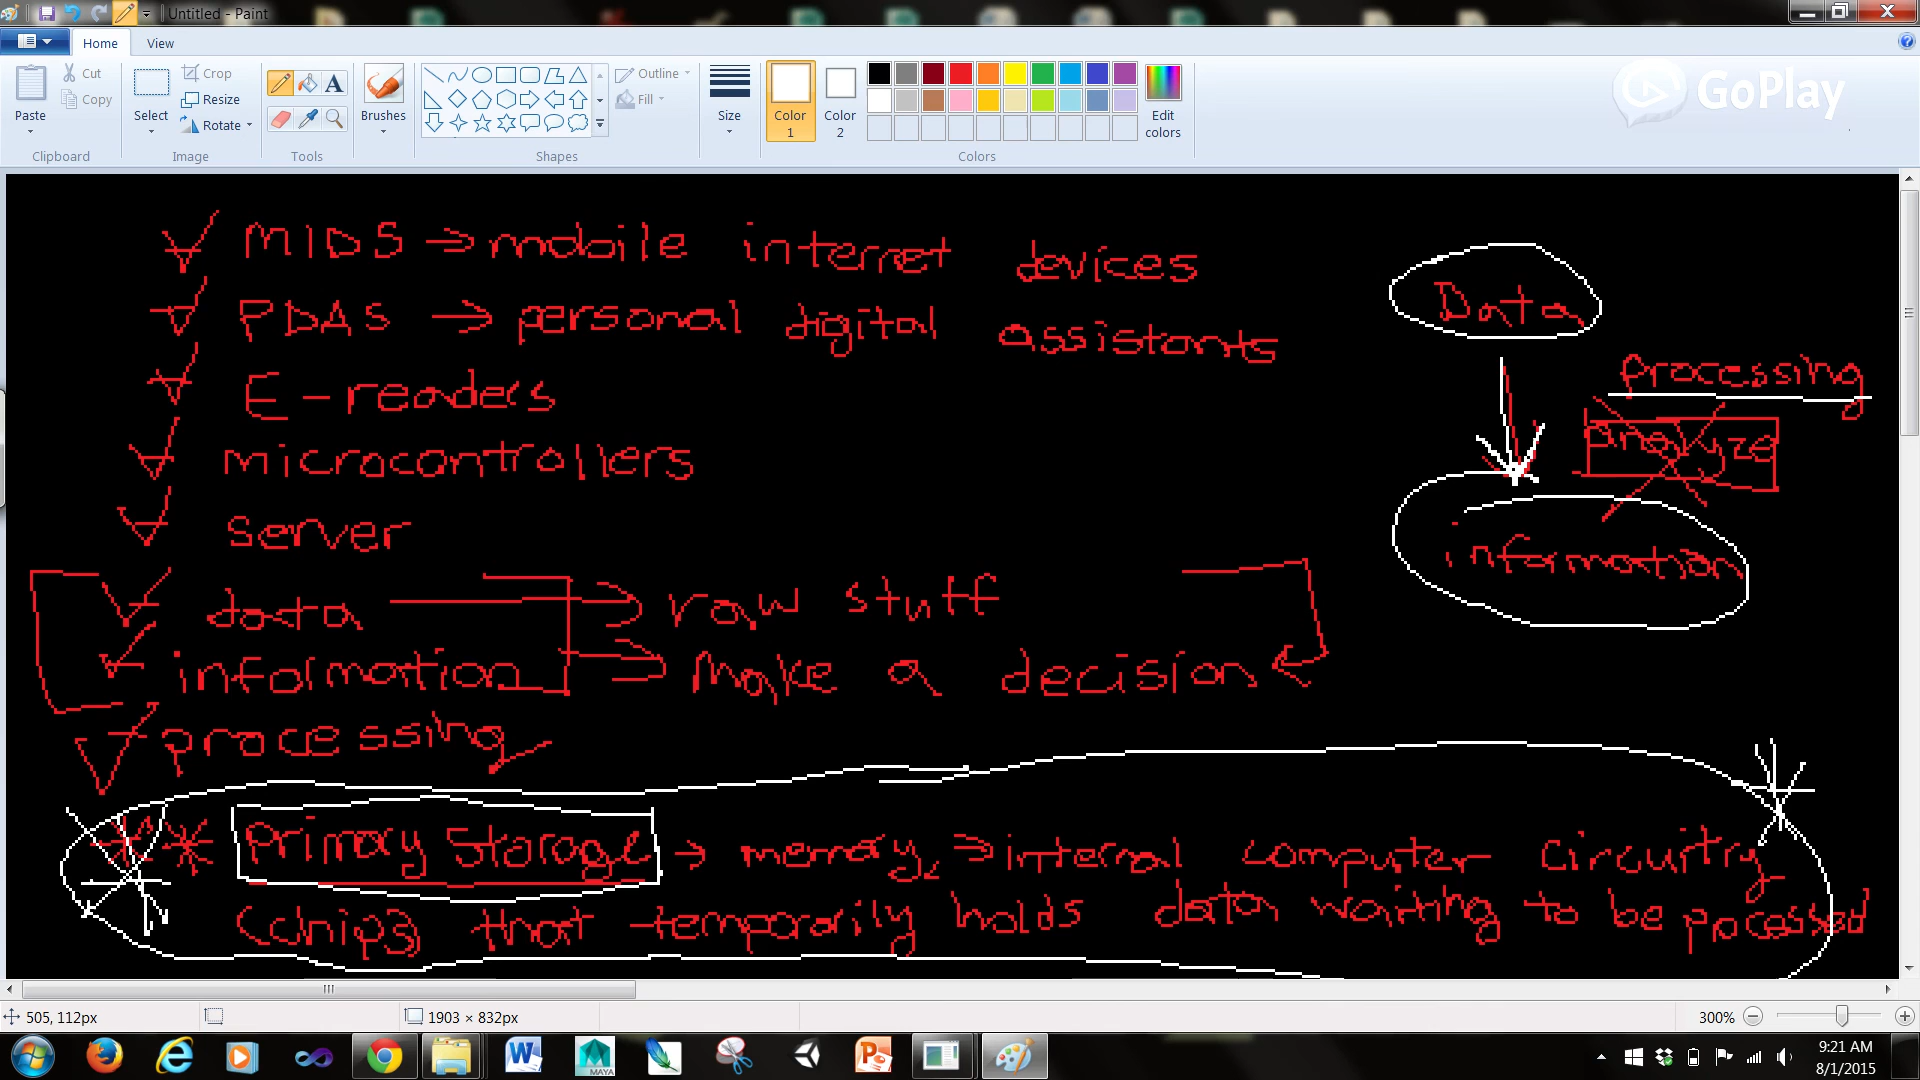 Untitled - Paint
Home View
Paste
Cut
Copy
Clipboard
Select
Crop
Resize
Rotate
Image
Tools
Brushes
Shapes
Outline
Fill
Size
Color 1
Color 2
Edit colors
Colors
GoPlay
MIDS → mobile internet devices
PDAS → personal digital assistants
E-readers
microcontrollers
server
data → raw stuff
information → Make a decision
processing
Data
processing
analyze
information
Primary Storage → memory, → internal computer circuitry
(chips) that temporarily holds data waiting to be processed
505, 112px
1903 × 832px
300%
MAYA
9:21 AM
8/1/2015